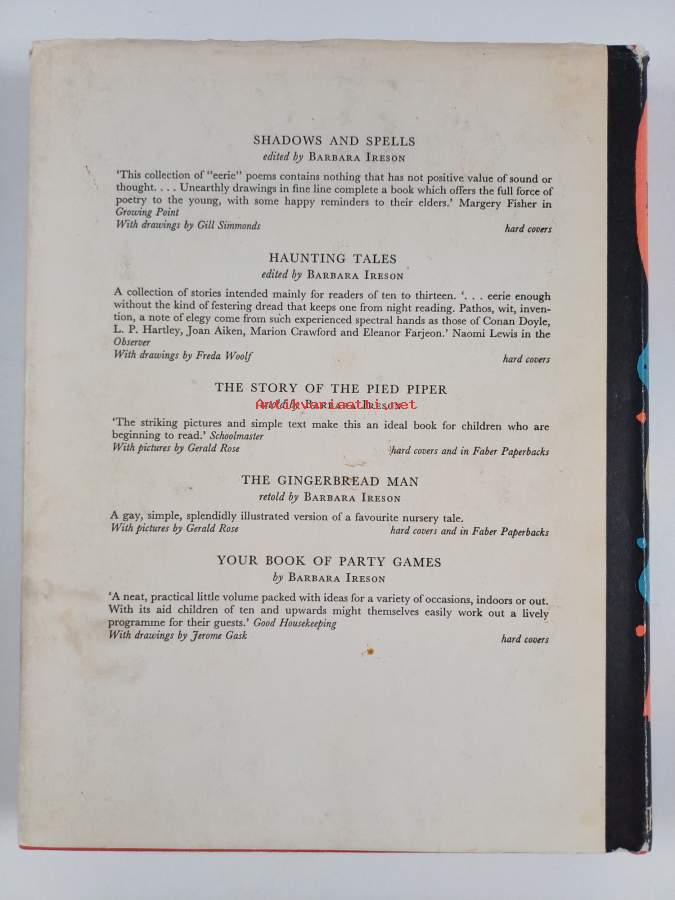 SHADOWS AND SPELLS
edited by BARBARA IRESON
'This collection of "eerie" poems contains nothing that has not positive value of sound or
thought. . . . Unearthly drawings in fine line complete a book which offers the full force of
poetry to the young, with some happy reminders to their elders.' Margery Fisher in
Growing Point
With drawings by Gill Simmonds hard covers
HAUNTING TALES
edited by BARBARA IRESON
A collection of stories intended mainly for readers of ten to thirteen. '. . . eerie enough
without the kind of festering dread that keeps one from night reading. Pathos, wit, inven-
tion, a note of elegy come from such experienced spectral hands as those of Conan Doyle,
L. P. Hartley, Joan Aiken, Marion Crawford and Eleanor Farjeon.' Naomi Lewis in the
Observer
With drawings by Freda Woolf hard covers
THE STORY OF THE PIED PIPER
retold by BARBARA IRESON
Antikvariaatti.net
'The striking pictures and simple text make this an ideal book for children who are
beginning to read.' Schoolmaster
With pictures by Gerald Rose hard covers and in Faber Paperbacks
THE GINGERBREAD MAN
retold by BARBARA IRESON
A gay, simple, splendidly illustrated version of a favourite nursery tale.
With pictures by Gerald Rose hard covers and in Faber Paperbacks
YOUR BOOK OF PARTY GAMES
by BARBARA IRESON
'A neat, practical little volume packed with ideas for a variety of occasions, indoors or out.
With its aid children of ten and upwards might themselves easily work out a lively
programme for their guests.' Good Housekeeping
With drawings by Jerome Gask hard covers